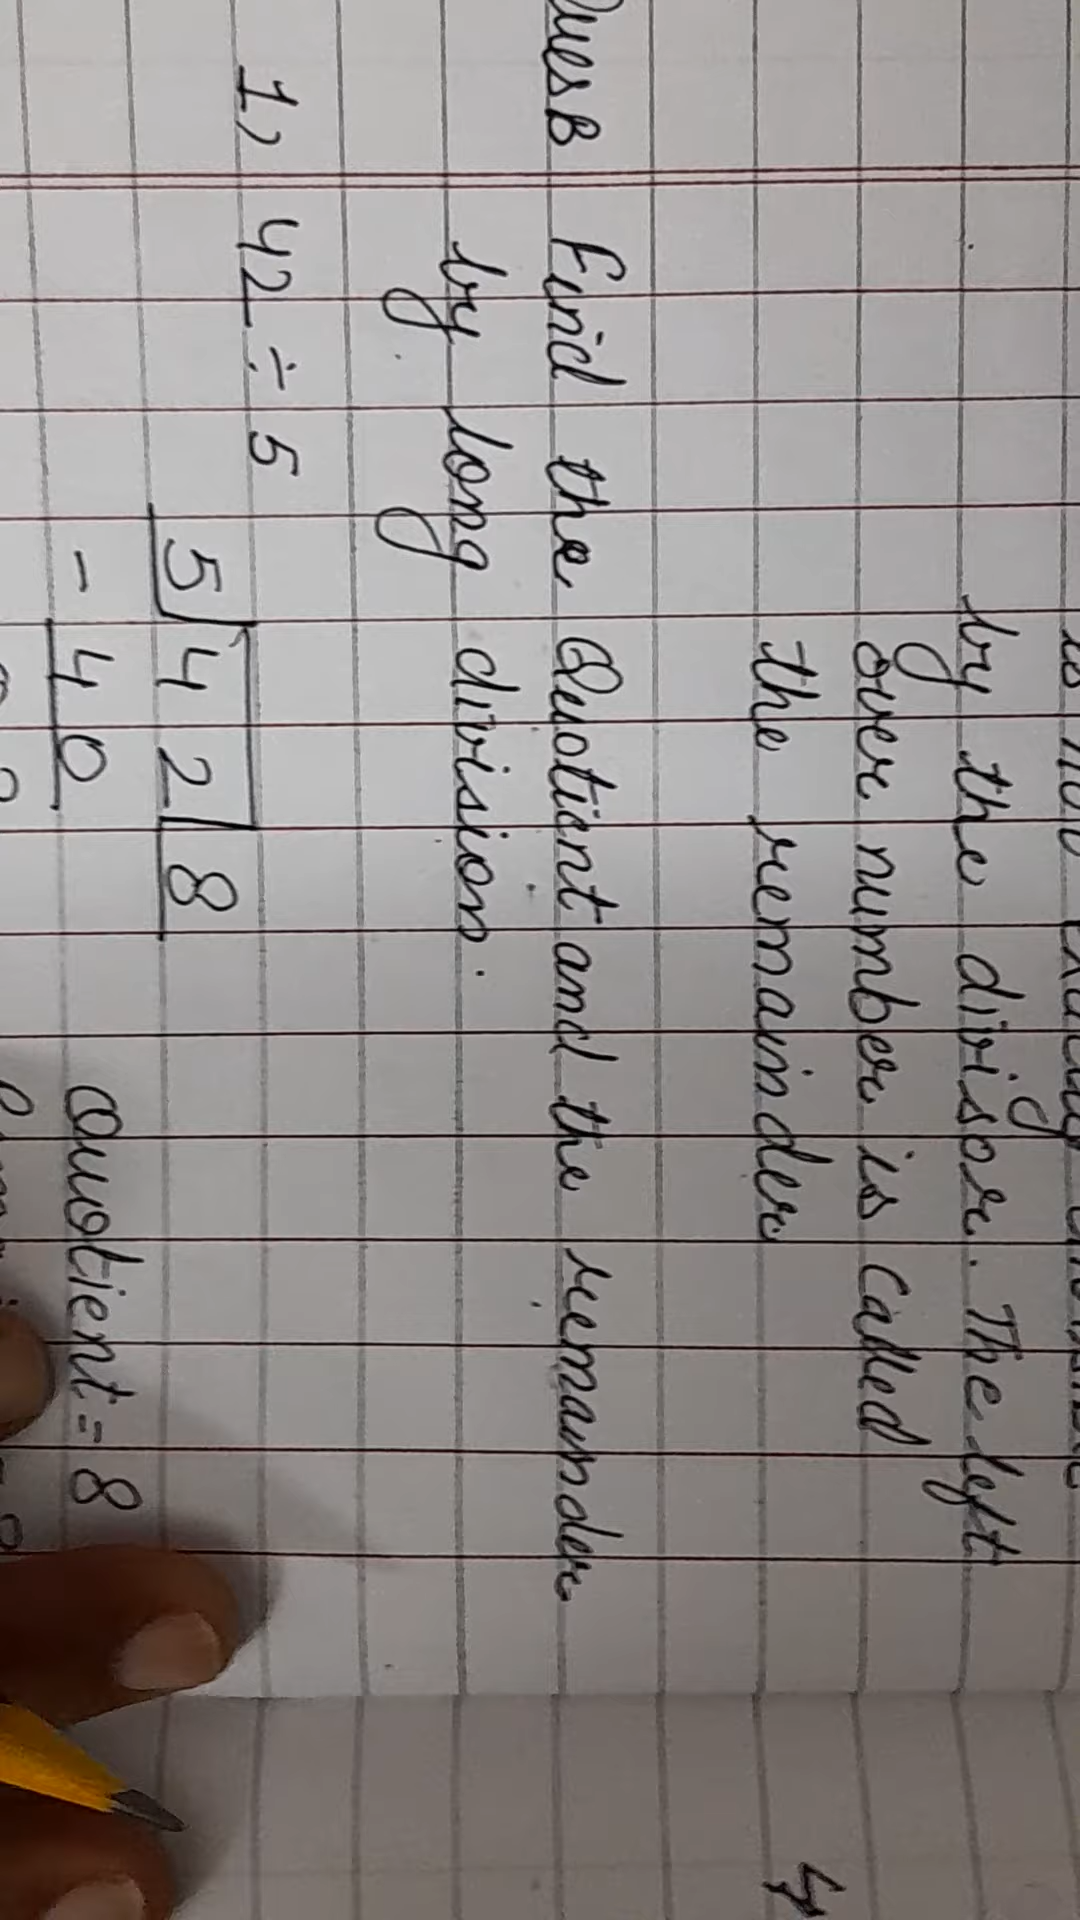 by the divisor. The left
over number is called
the remainder
Ques B Find the Quotient and the remainder
by long division.
1) 42 ÷ 5
5 42 8
- 40
Quotient = 8